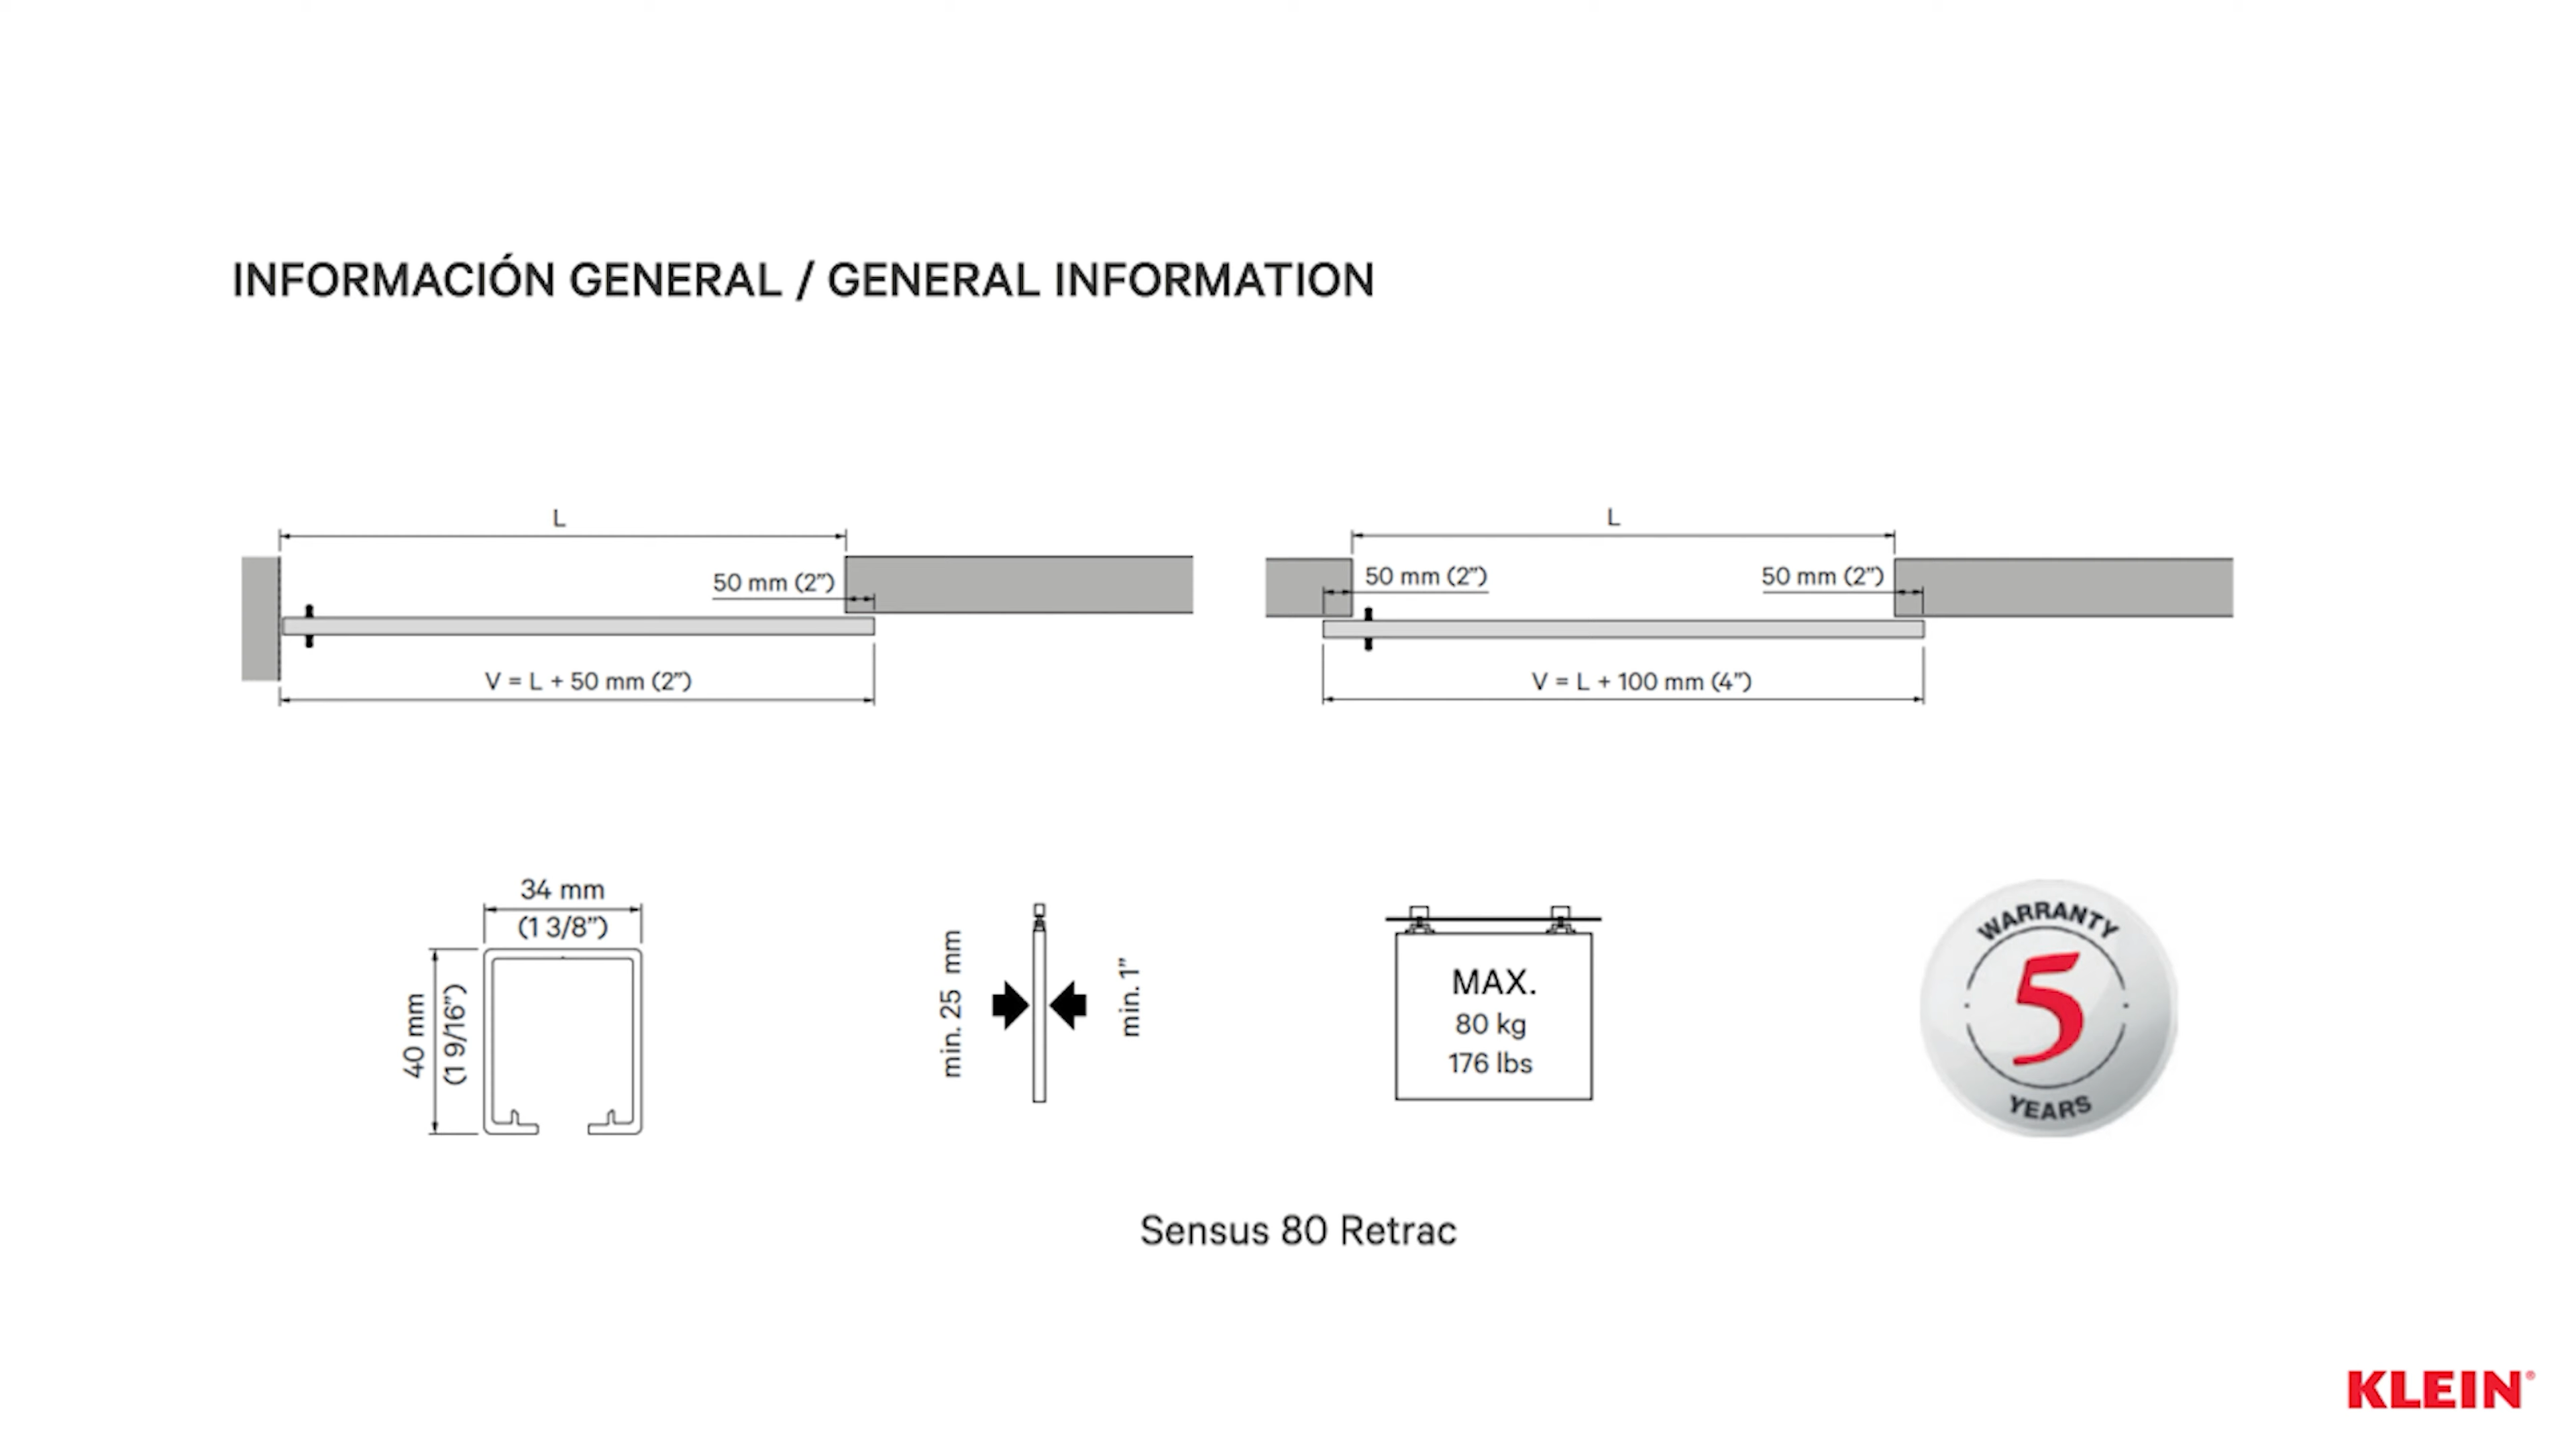 INFORMACIÓN GENERAL / GENERAL INFORMATION
L
50 mm (2”)
V = L + 50 mm (2”)
L
50 mm (2”)
50 mm (2”)
V = L + 100 mm (4”)
34 mm
(1 3/8”)
40 mm
(1 9/16”)
min. 25 mm
min. 1”
MAX.
80 kg
176 lbs
WARRANTY
5
YEARS
Sensus 80 Retrac
KLEIN®